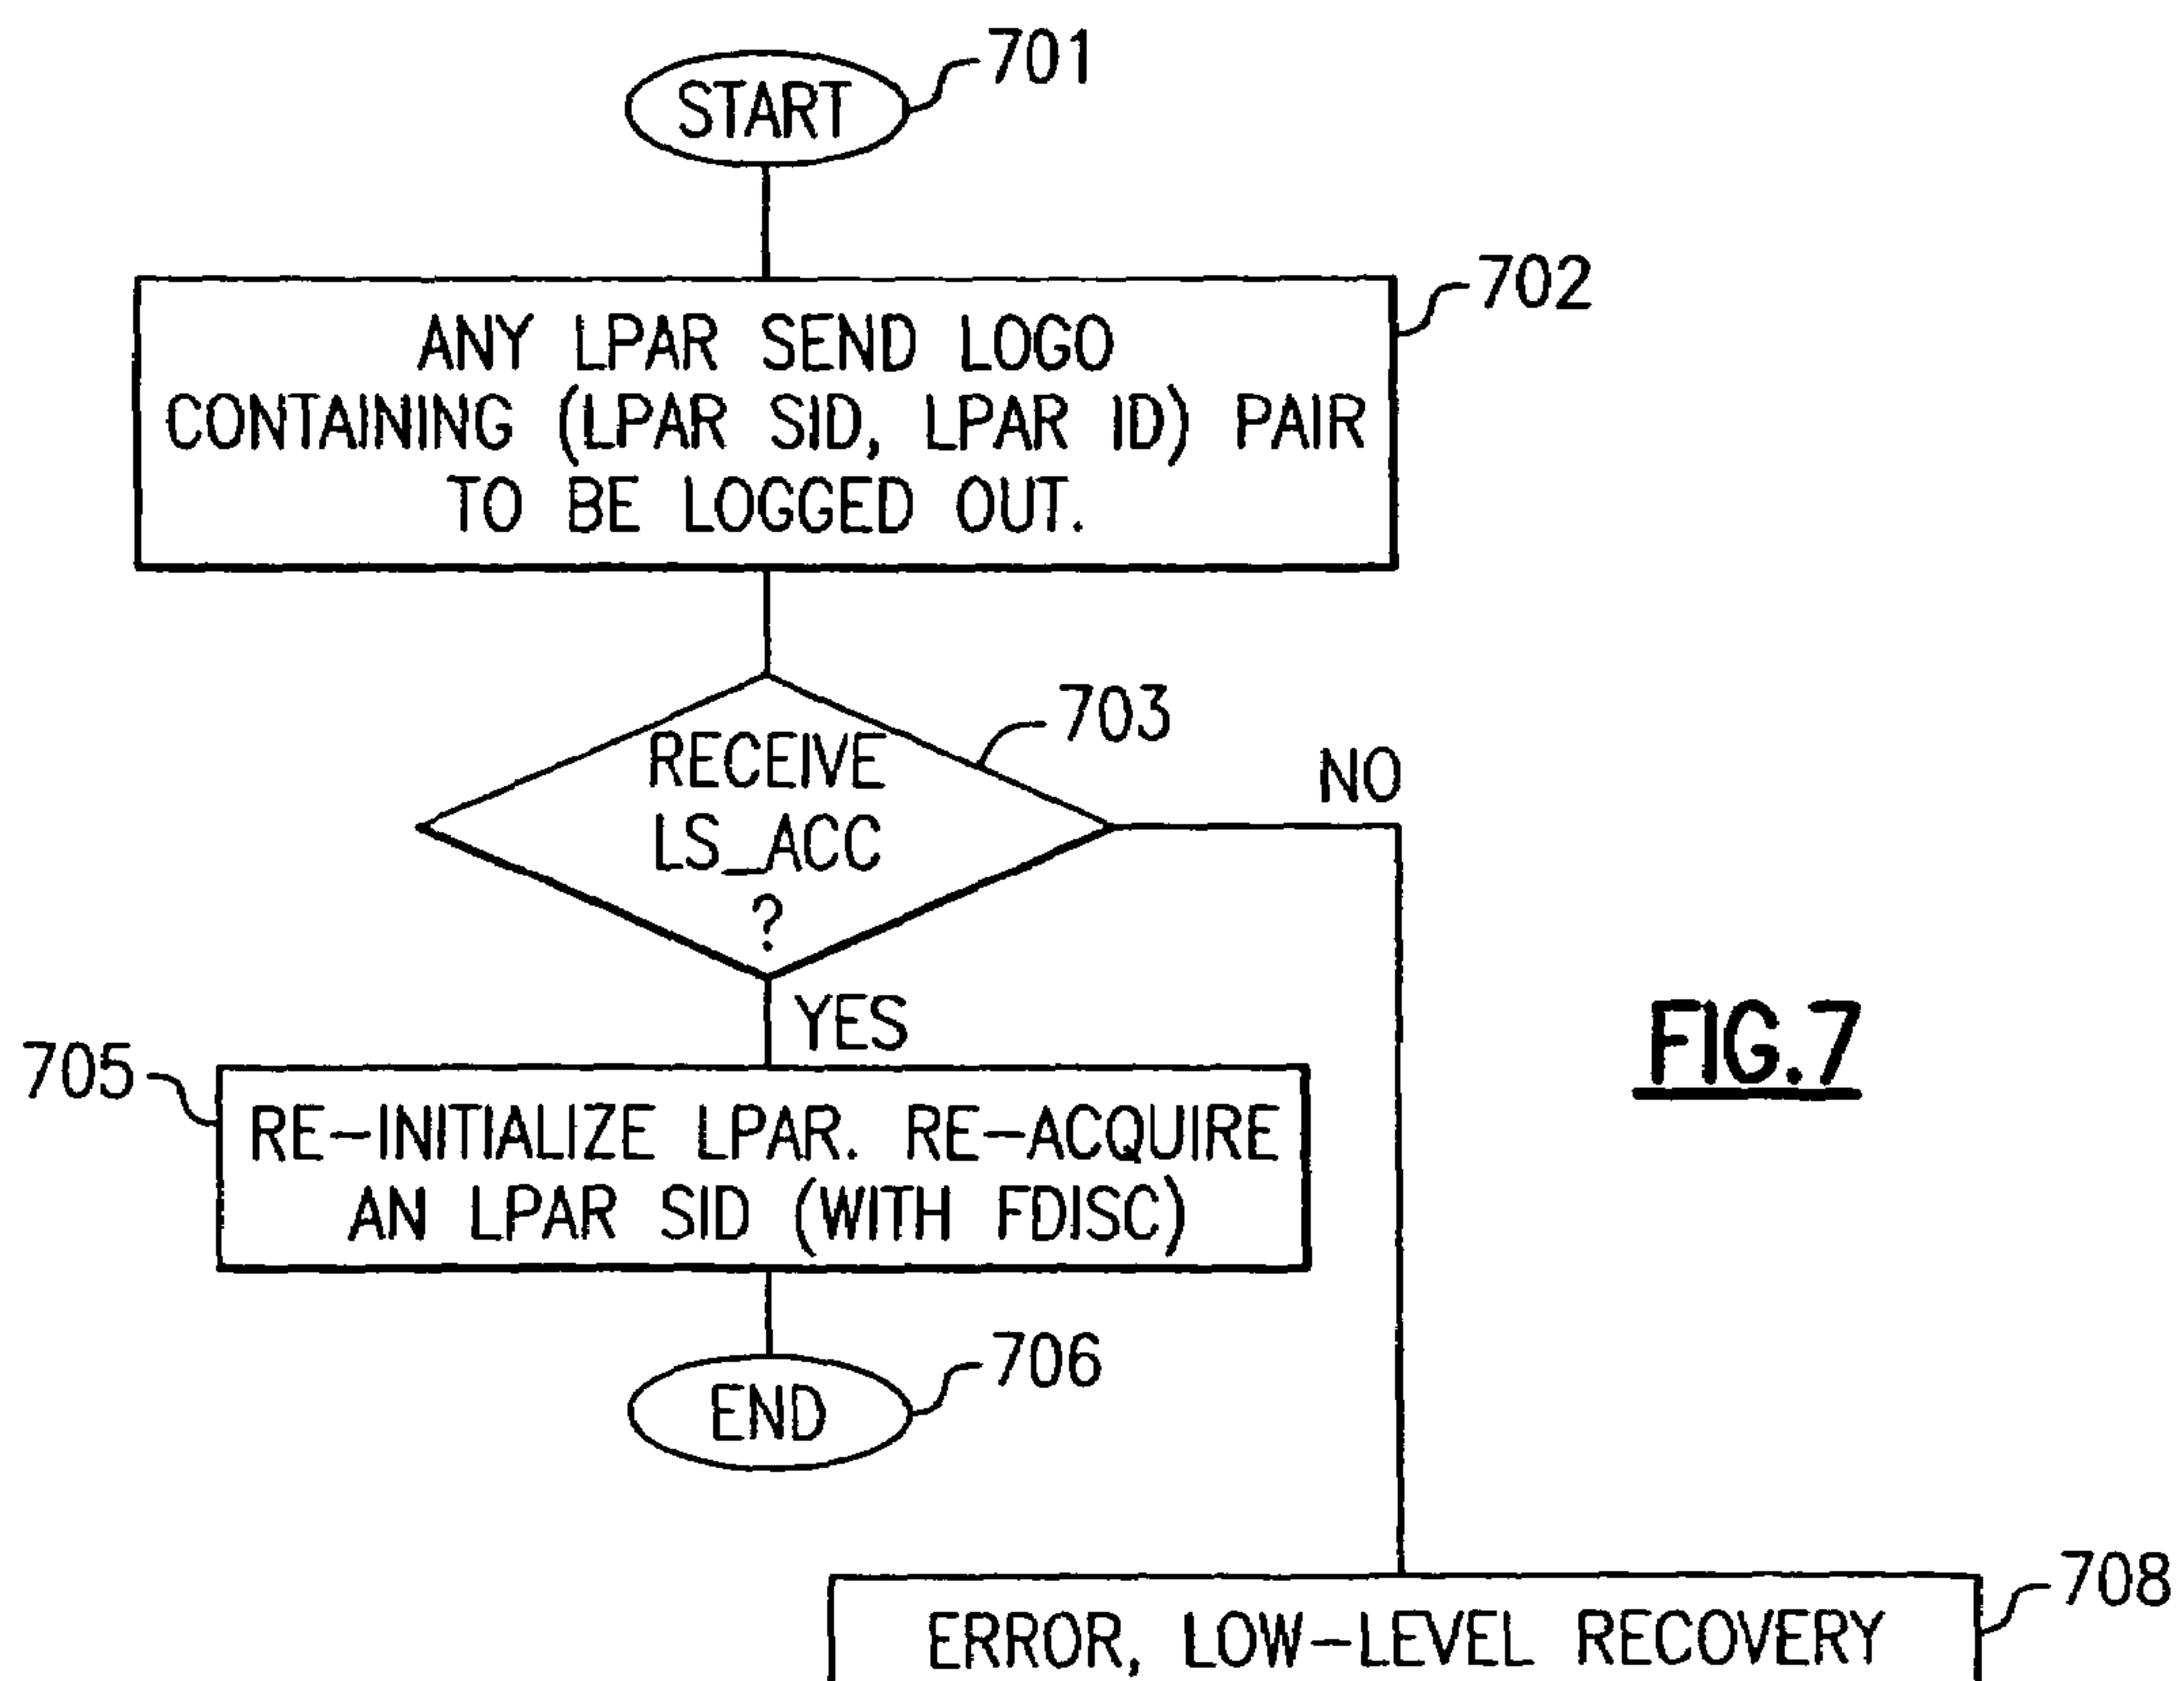 701
START
702
ANY LPAR SEND LOGO
CONTAINING (LPAR SID, LPAR ID) PAIR
TO BE LOGGED OUT.
703
RECEIVE
LS_ACC
?
NO
YES
FIG.7
705
RE-INITIALIZE LPAR. RE-ACQUIRE
AN LPAR SID (WITH FDISC)
706
END
708
ERROR, LOW-LEVEL RECOVERY